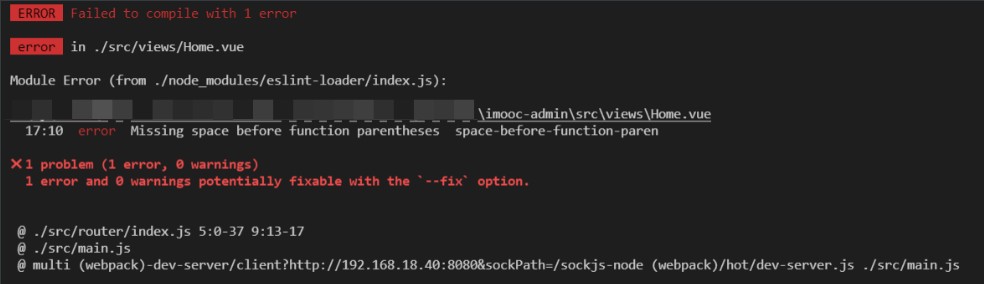 ERROR Failed to compile with 1 error
error in ./src/views/Home.vue
Module Error (from ./node_modules/eslint-loader/index.js):
\imooc-admin\src\views\Home.vue
17:10 error Missing space before function parentheses space-before-function-paren
✕ 1 problem (1 error, 0 warnings)
1 error and 0 warnings potentially fixable with the `--fix` option.
@ ./src/router/index.js 5:0-37 9:13-17
@ ./src/main.js
@ multi (webpack)-dev-server/client?http://192.168.18.40:8080&sockPath=/sockjs-node (webpack)/hot/dev-server.js ./src/main.js